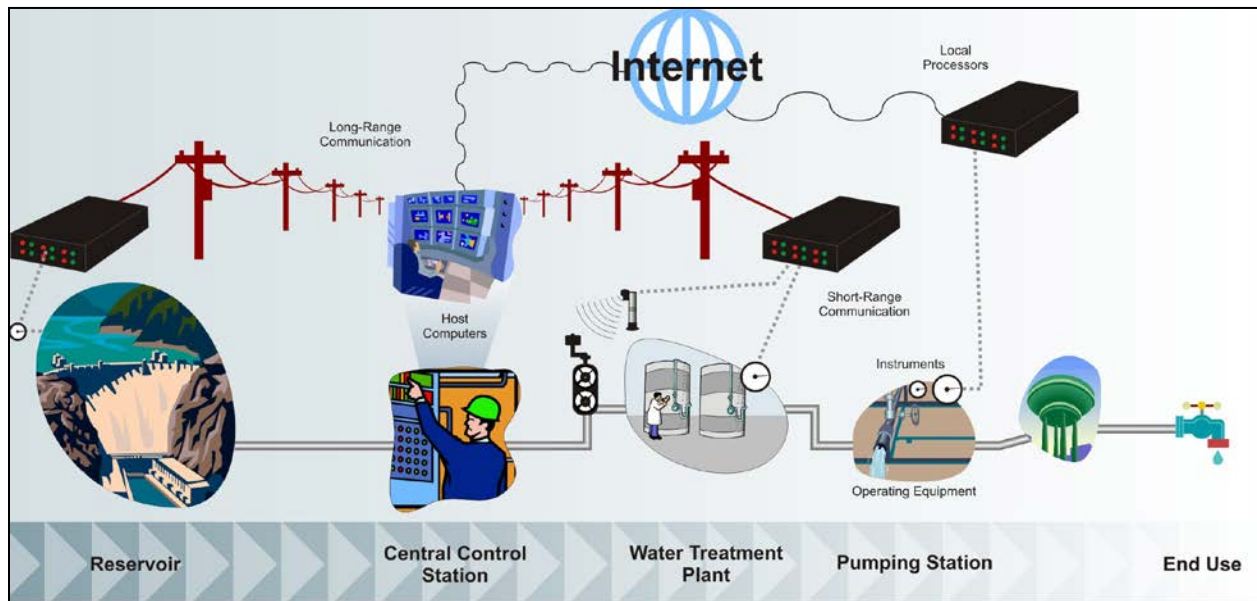 Internet
Local
Processors
Long-Range
Communication
Host
Computers
Short-Range
Communication
Instruments
Operating Equipment
Reservoir
Central Control
Station
Water Treatment
Plant
Pumping Station
End Use